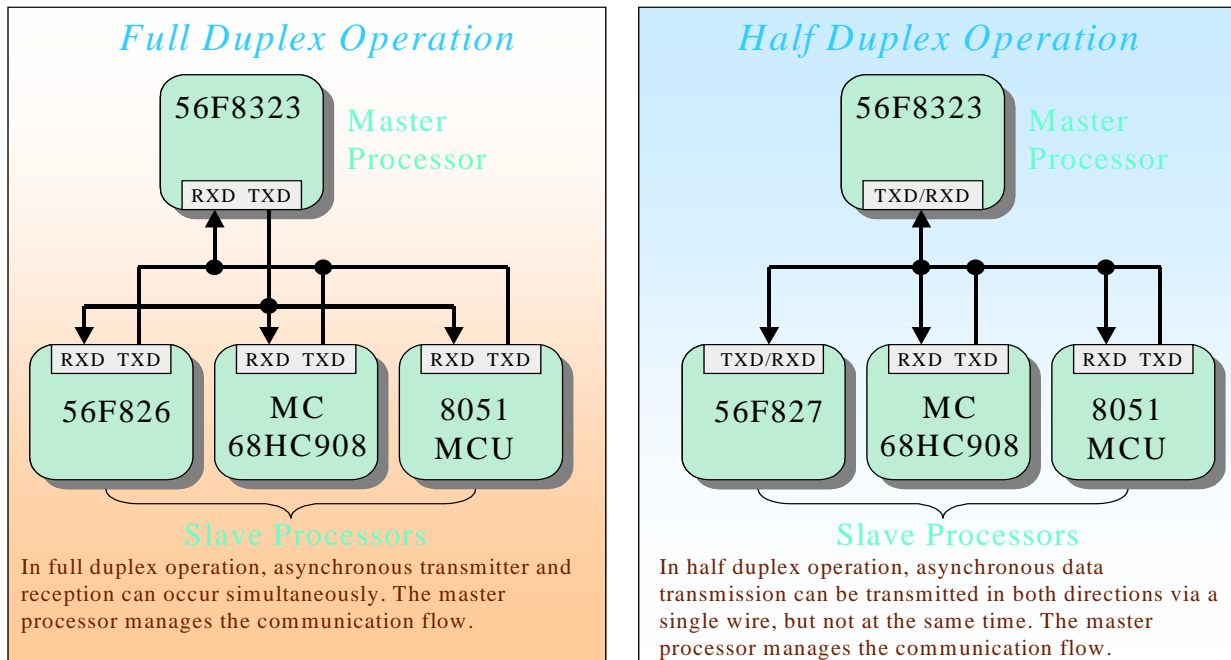 Full Duplex Operation
56F8323
Master
Processor
RXD TXD
RXD TXD
RXD TXD
RXD TXD
56F826
MC
68HC908
8051
MCU
Slave Processors
In full duplex operation, asynchronous transmitter and
reception can occur simultaneously. The master
processor manages the communication flow.
Half Duplex Operation
56F8323
Master
Processor
TXD/RXD
TXD/RXD
RXD TXD
RXD TXD
56F827
MC
68HC908
8051
MCU
Slave Processors
In half duplex operation, asynchronous data
transmission can be transmitted in both directions via a
single wire, but not at the same time. The master
processor manages the communication flow.